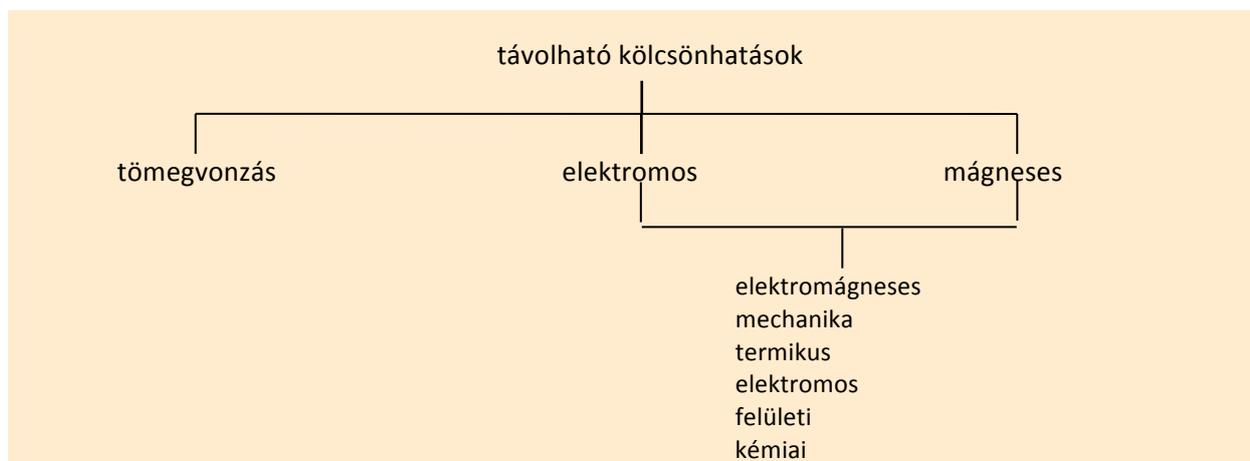 távolható kölcsönhatások
tömegvonzás elektromos mágneses
elektromágneses
mechanika
termikus
elektromos
felületi
kémiai